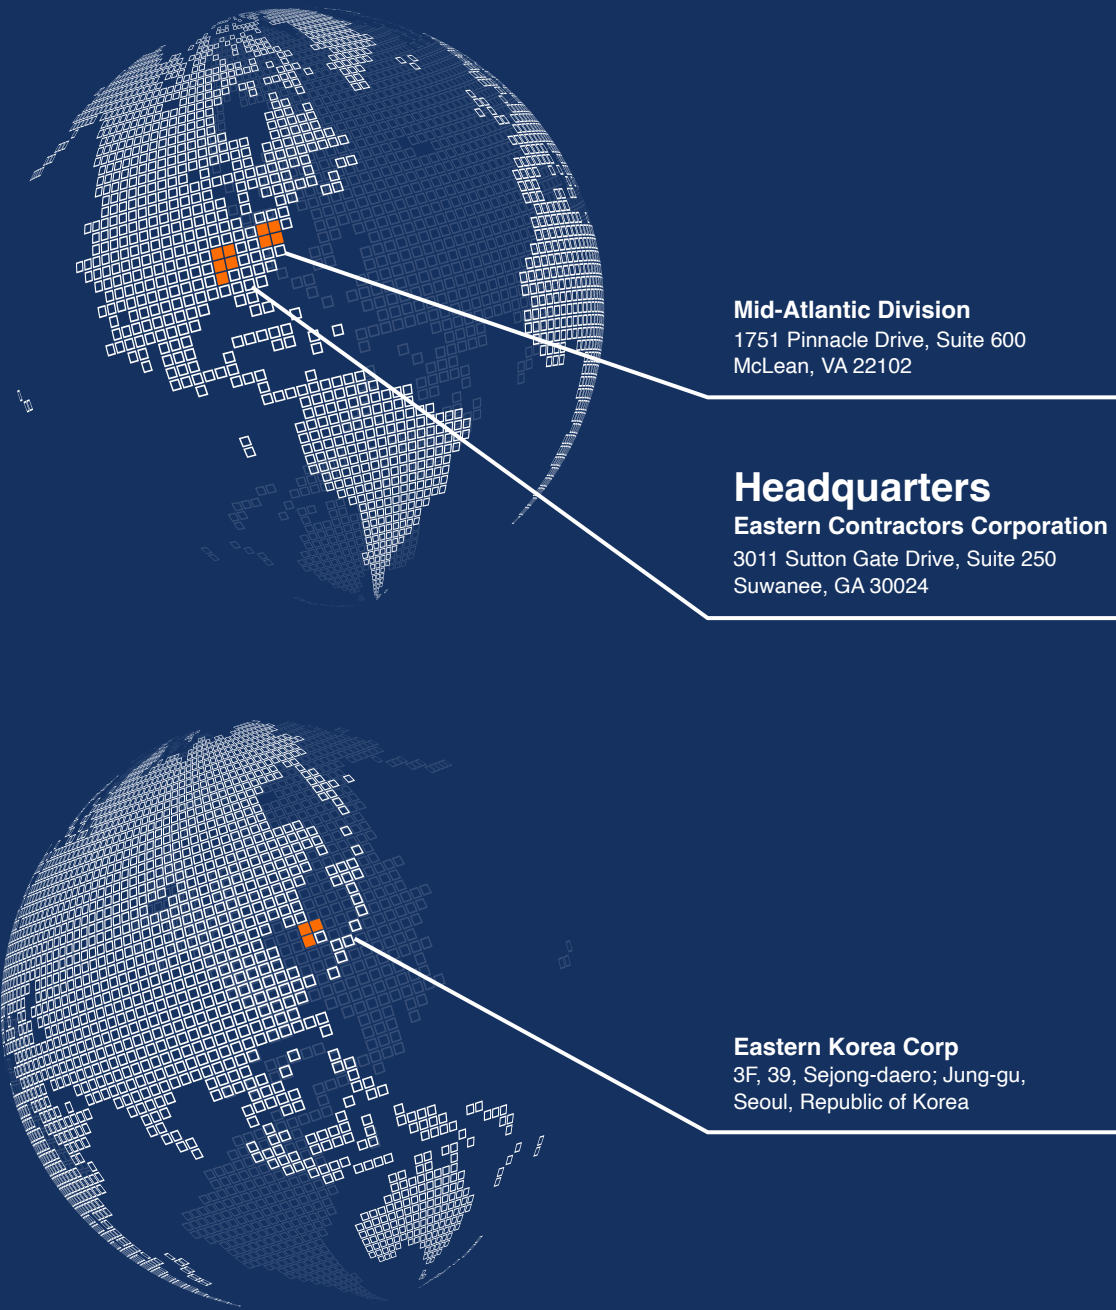 Mid-Atlantic Division
1751 Pinnacle Drive, Suite 600
McLean, VA 22102
Headquarters
Eastern Contractors Corporation
3011 Sutton Gate Drive, Suite 250
Suwanee, GA 30024
Eastern Korea Corp
3F, 39, Sejong-daero; Jung-gu,
Seoul, Republic of Korea